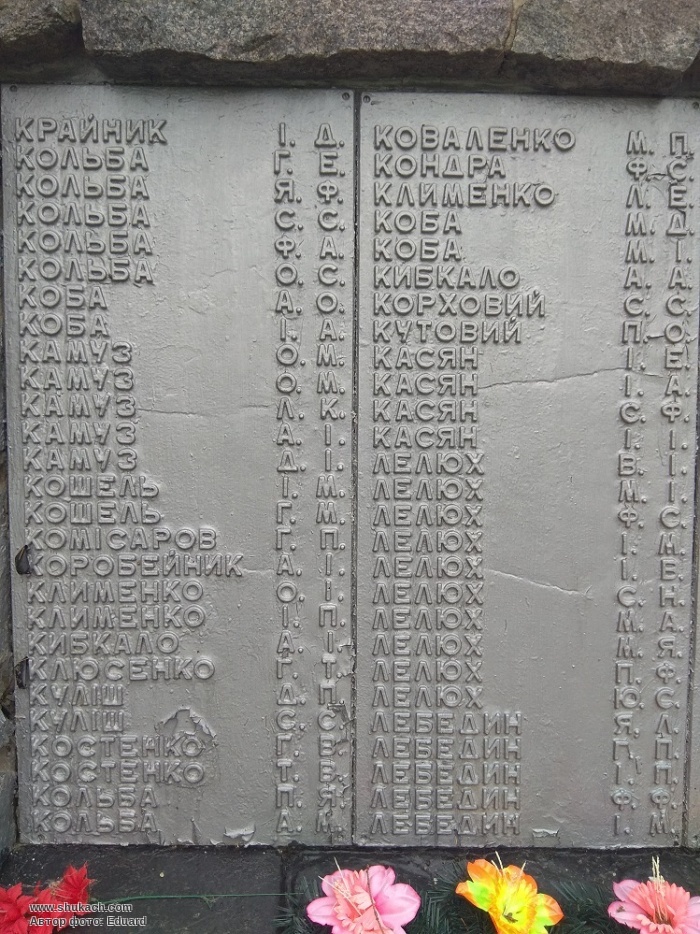 КРАЙНИК І. Д.
КОЛЬБА Г. Е.
КОЛЬБА Я. Ф.
КОЛЬБА С. С.
КОЛЬБА Ф. А.
КОЛЬБА О. С.
КОБА А. О.
КОБА І. А.
КАМУЗ О. М.
КАМУЗ О. М.
КАМУЗ Л. К.
КАМУЗ А. І.
КАМУЗ Д. І.
КОШЕЛЬ І. М.
КОШЕЛЬ Г. М.
КОМІСАРОВ Г. П.
КОРОБЕЙНИК А. І.
КЛИМЕНКО О. І.
КЛИМЕНКО І. П.
КИБКАЛО А. І
КЛЮСЕНКО Г. Т
КУЛІШ Д. П
КУЛІШ С. С
КОСТЕНКО Г. В
КОСТЕНКО Т. В.
КОЛЬБА П. Я.
КОЛЬБА А. М.
КОВАЛЕНКО М. П.
КОНДРА Ф. С.
КЛИМЕНКО Л. Е.
КОБА М. Д.
КОБА М. І.
КИБКАЛО А. А.
КОРХОВИЙ С. С.
КУТОВИЙ П. О.
КАСЯН І. Е.
КАСЯН І. А.
КАСЯН С. Ф.
КАСЯН І. І.
ЛЕЛЮХ В. І.
ЛЕЛЮХ М. І.
ЛЕЛЮХ Ф. С.
ЛЕЛЮХ І. М.
ЛЕЛЮХ І. В.
ЛЕЛЮХ С. Н.
ЛЕЛЮХ М. А.
ЛЕЛЮХ М. Я.
ЛЕЛЮХ П. Ф.
ЛЕЛЮХ Ю. С.
ЛЕБЕДИН Я. Л.
ЛЕБЕДИН П. П.
ЛЕБЕДИН І. П.
ЛЕБЕДИН Ф. Ф.
ЛЕБЕДИН І. М.
www.shukach.com
Автор фото: Eduard